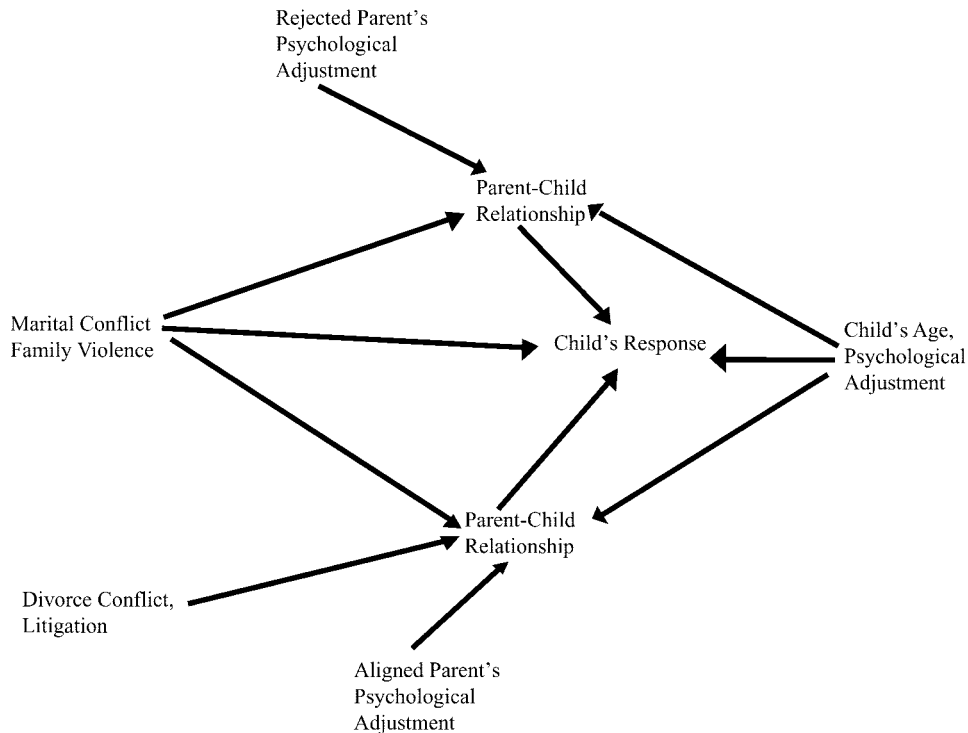 Rejected Parent's
Psychological
Adjustment
Parent-Child
Relationship
Marital Conflict
Family Violence
Child's Response
Child's Age,
Psychological
Adjustment
Parent-Child
Relationship
Divorce Conflict,
Litigation
Aligned Parent's
Psychological
Adjustment